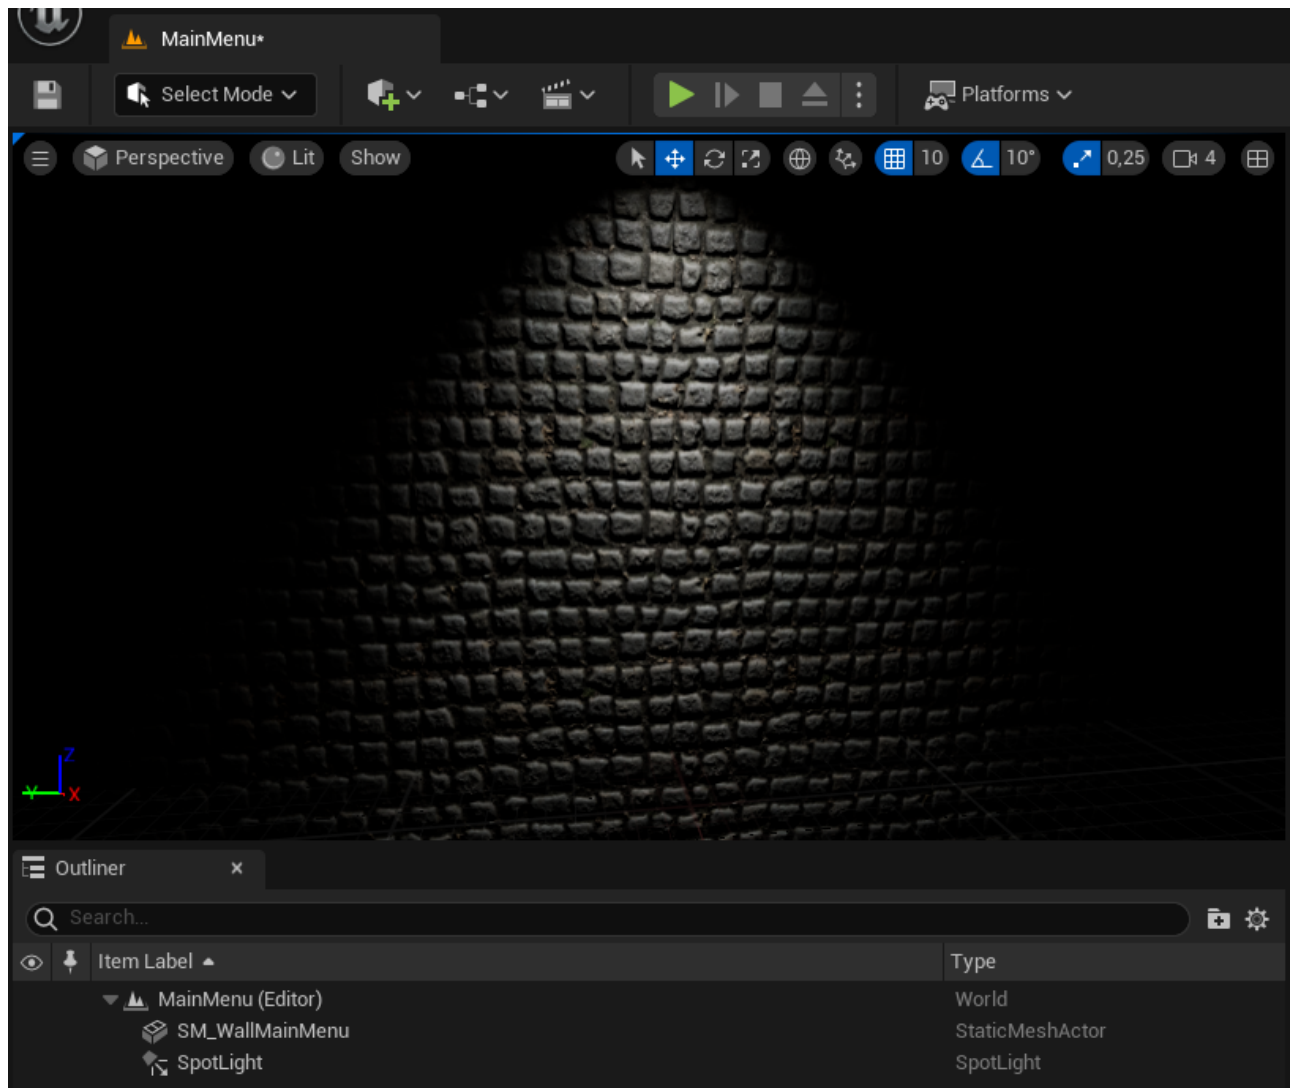 MainMenu*
Select Mode
Platforms
Perspective Lit Show 10 10° 0,25 4
Z
Y X
Outliner
Search...
Item Label Type
MainMenu (Editor) World
SM_WallMainMenu StaticMeshActor
SpotLight SpotLight